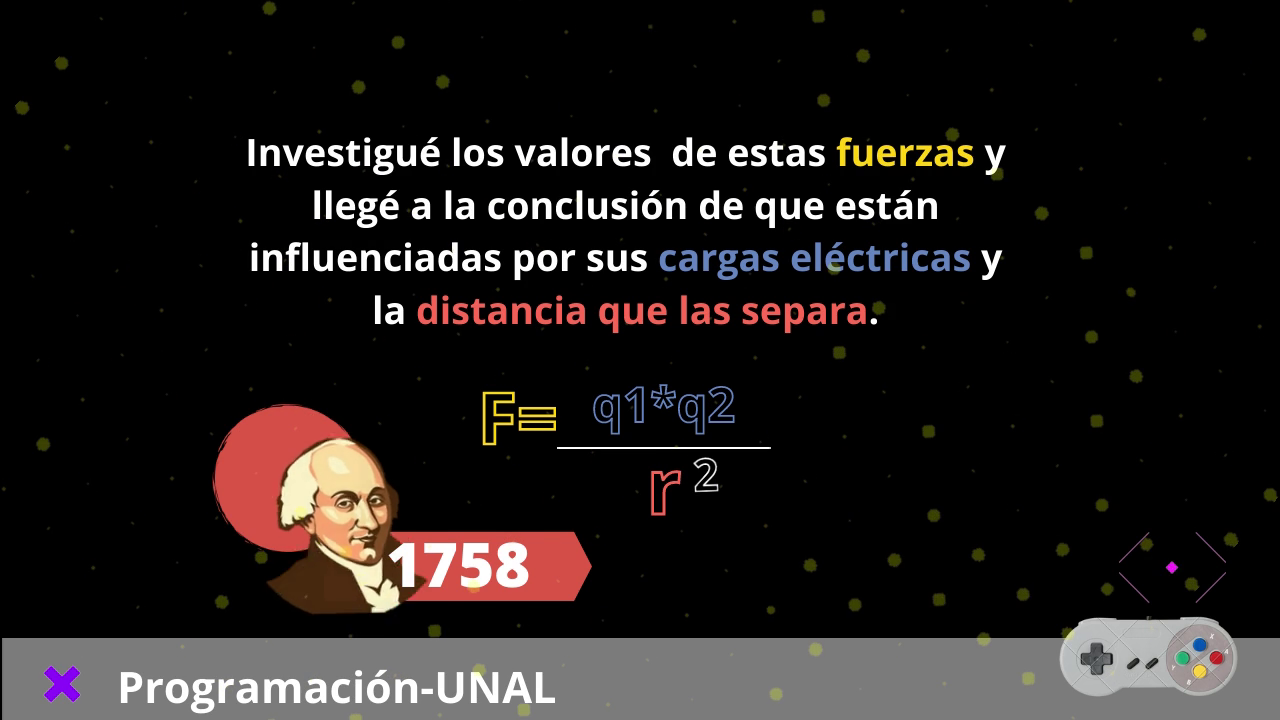 Investigué los valores  de estas fuerzas y
llegé a la conclusión de que están
influenciadas por sus cargas eléctricas y
la distancia que las separa.
F= q1*q2
r 2
1758
Programación-UNAL